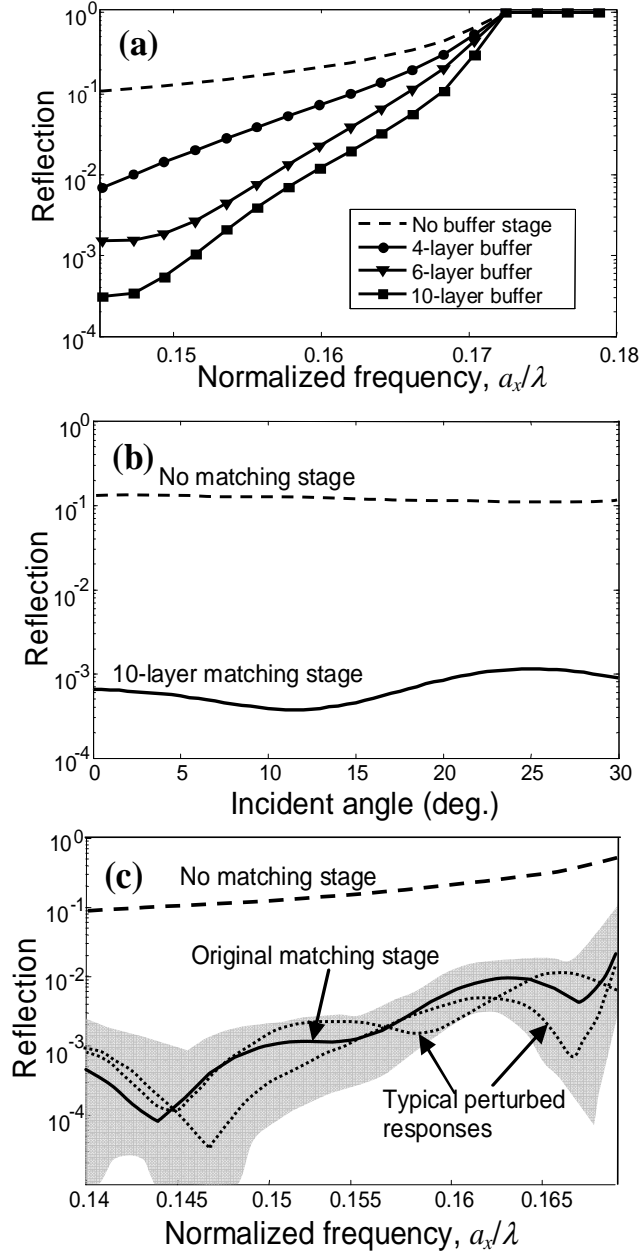 (a)
10^0
10^-1
10^-2
10^-3
10^-4
Reflection
No buffer stage
4-layer buffer
6-layer buffer
10-layer buffer
0.15 0.16 0.17 0.18
Normalized frequency, a_x/λ
(b)
10^0
10^-1
10^-2
10^-3
10^-4
Reflection
No matching stage
10-layer matching stage
0 5 10 15 20 25 30
Incident angle (deg.)
(c)
10^0
10^-1
10^-2
10^-3
10^-4
Reflection
No matching stage
Original matching stage
Typical perturbed
responses
0.14 0.145 0.15 0.155 0.16 0.165
Normalized frequency, a_x/λ